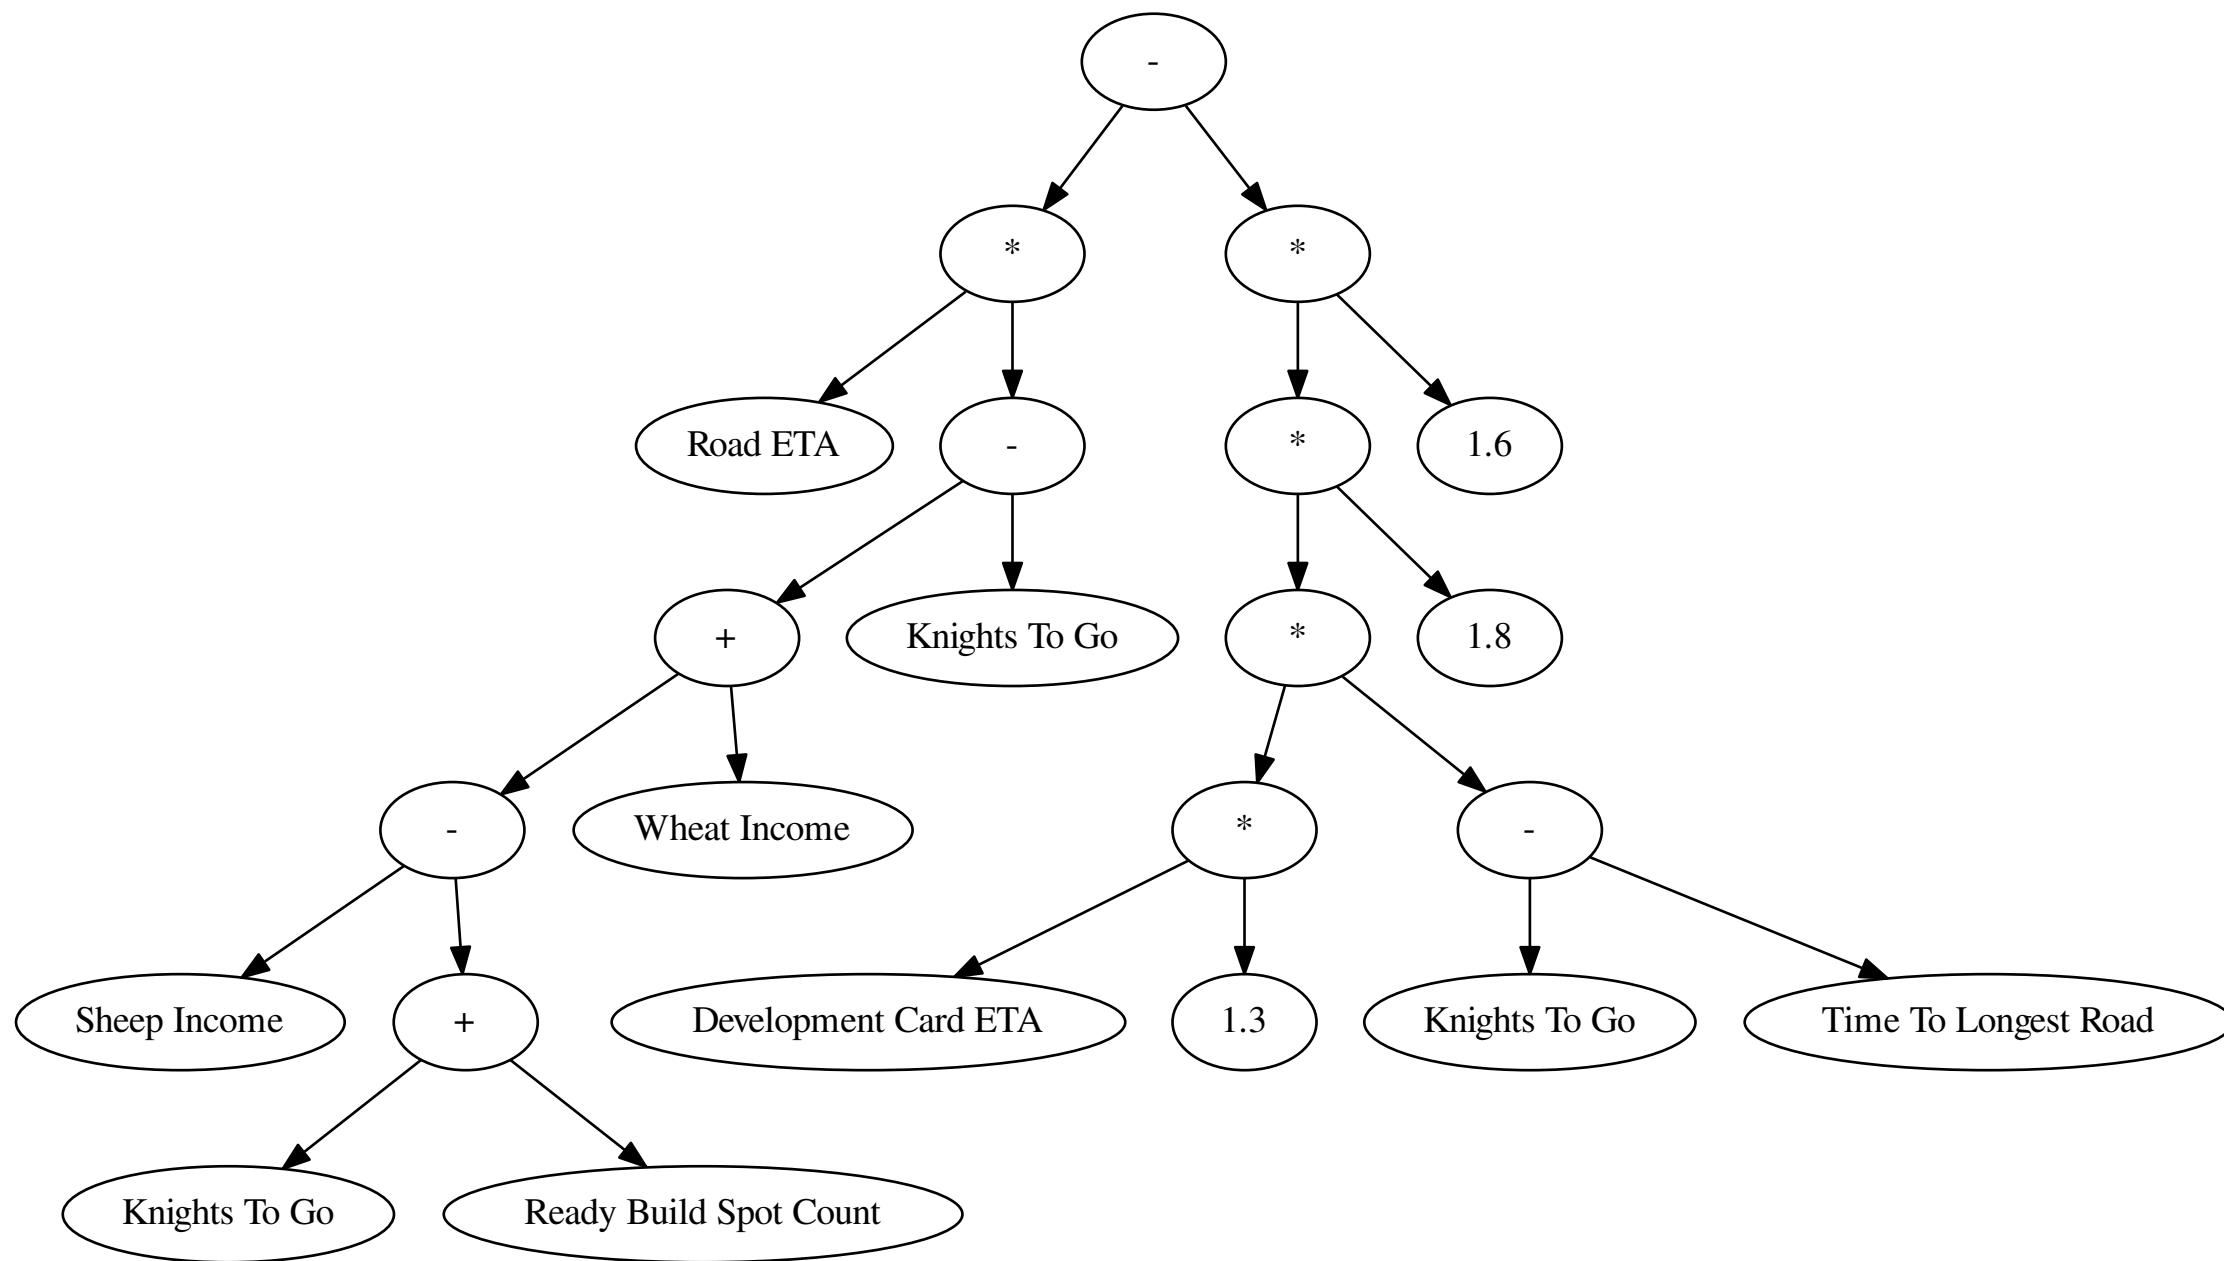 -
*
*
Road ETA
-
*
1.6
+
Knights To Go
*
1.8
-
Wheat Income
*
-
Sheep Income
+
Development Card ETA
1.3
Knights To Go
Time To Longest Road
Knights To Go
Ready Build Spot Count